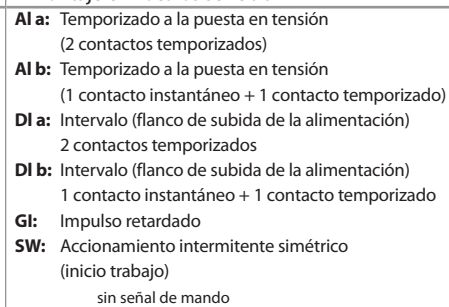 AI a: Temporizado a la puesta en tensión
(2 contactos temporizados)
AI b: Temporizado a la puesta en tensión
(1 contacto instantáneo + 1 contacto temporizado)
DI a: Intervalo (flanco de subida de la alimentación)
2 contactos temporizados
DI b: Intervalo (flanco de subida de la alimentación)
1 contacto instantáneo + 1 contacto temporizado
GI: Impulso retardado
SW: Accionamiento intermitente simétrico
(inicio trabajo)
sin señal de mando